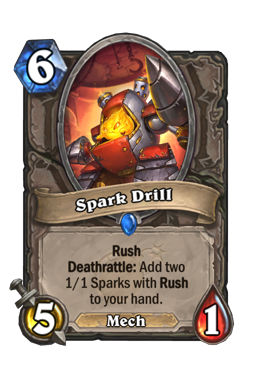 6
Spark Drill
Rush
Deathrattle: Add two
1/1 Sparks with Rush
to your hand.
5
Mech
1